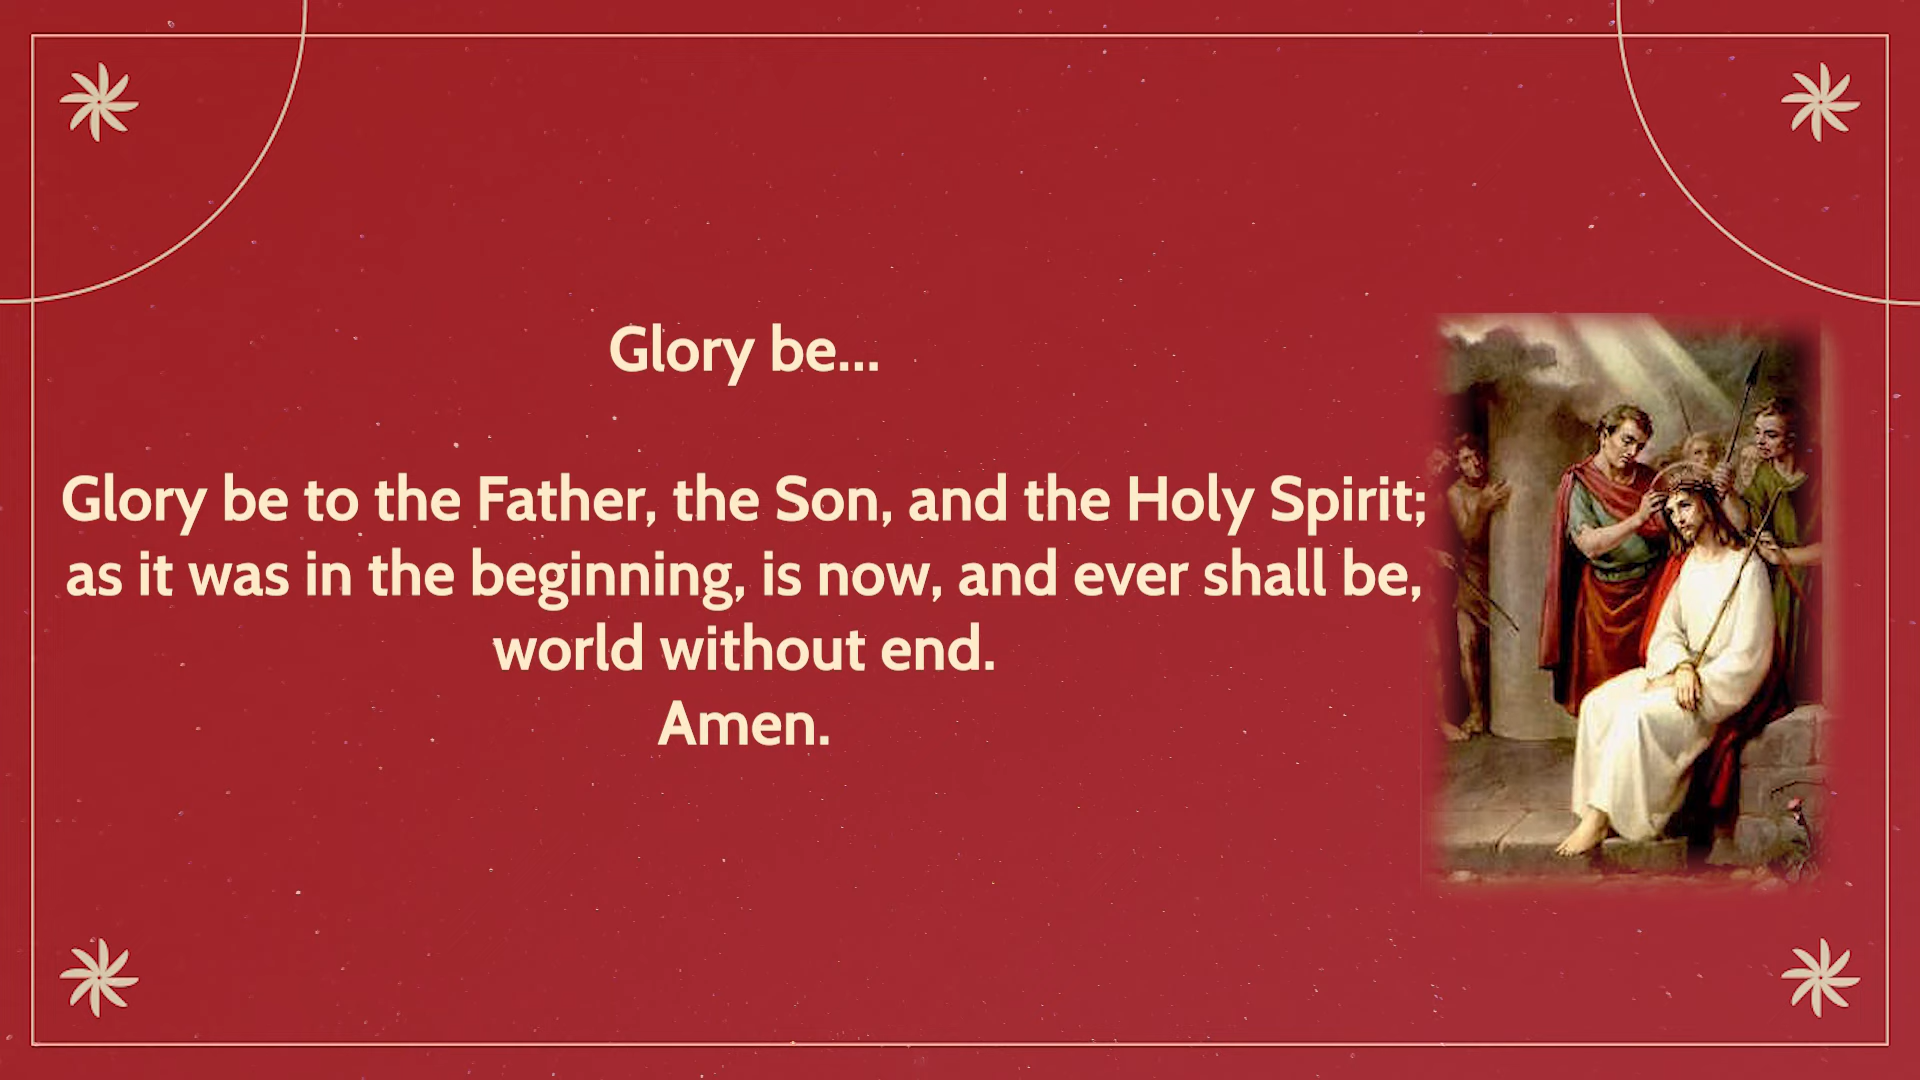 Glory be...
Glory be to the Father, the Son, and the Holy Spirit;
as it was in the beginning, is now, and ever shall be,
world without end.
Amen.